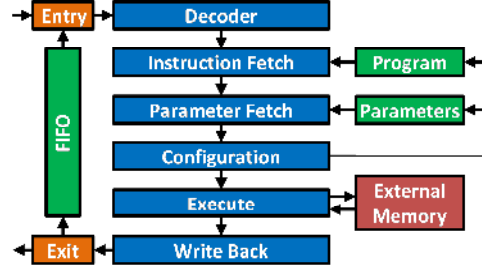 Entry
Decoder
Instruction Fetch
Program
Parameter Fetch
Parameters
FIFO
Configuration
Execute
External
Memory
Exit
Write Back